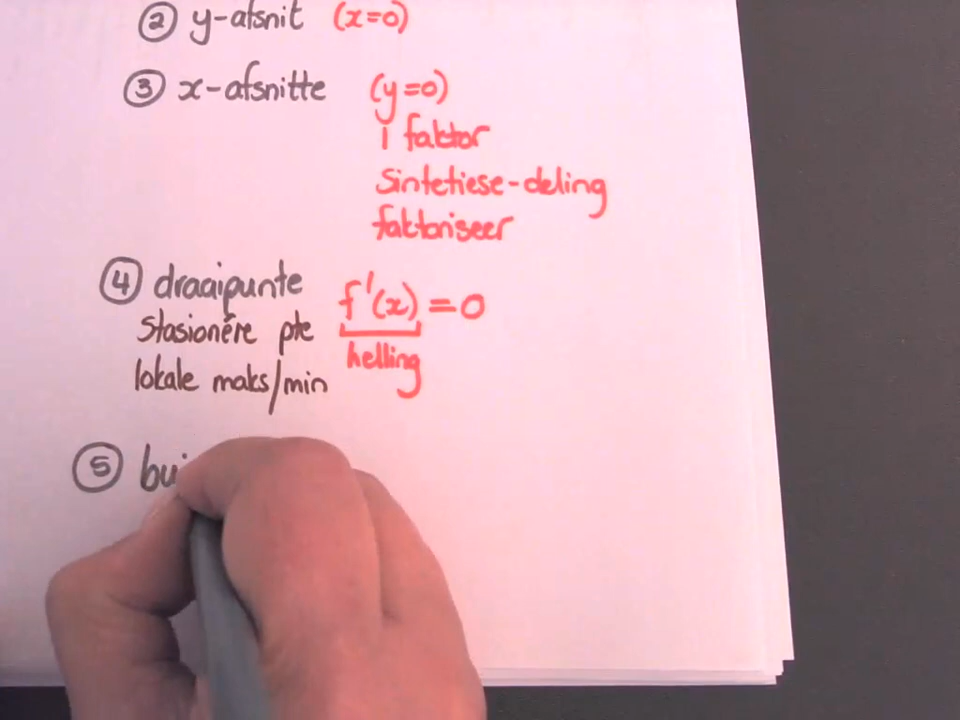 ② y-afsnit (x=0)
③ x-afsnitte (y=0)
1 faktor
sintetiese-deling
faktoriseer
④ draaipunte f'(x) = 0
stasionêre pte helling
lokale maks/min
⑤ bui